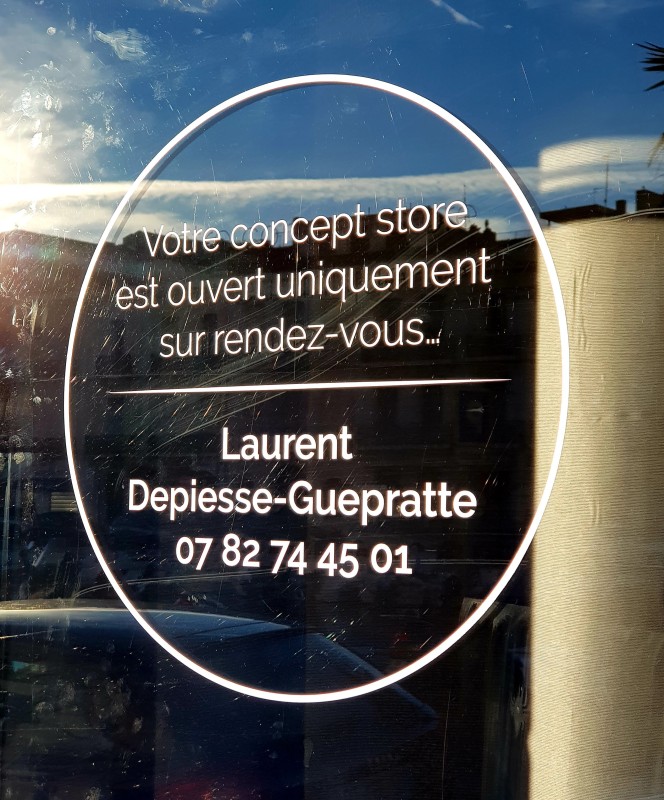 Votre concept store
est ouvert uniquement
sur rendez-vous...
Laurent
Depiesse-Guepratte
07 82 74 45 01